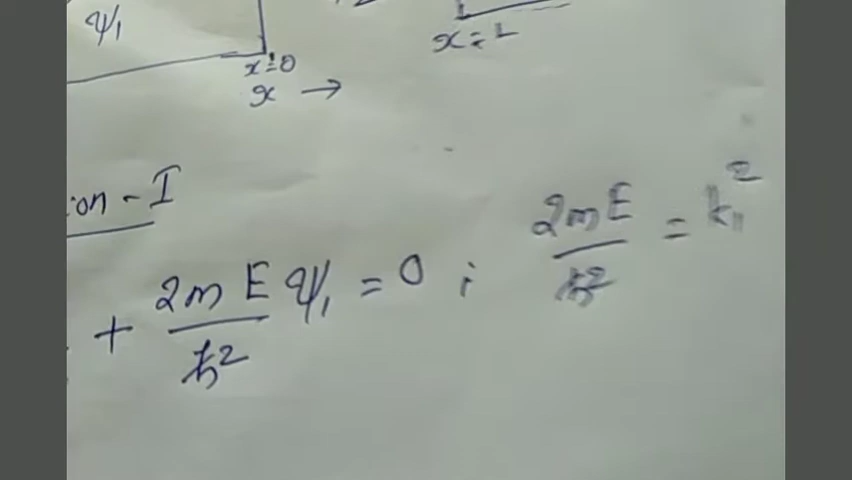 ψ₁
x=0
x=L
x →
ion - I
+ 2mE/ħ² ψ₁ = 0 ; 2mE/ħ² = k₁²